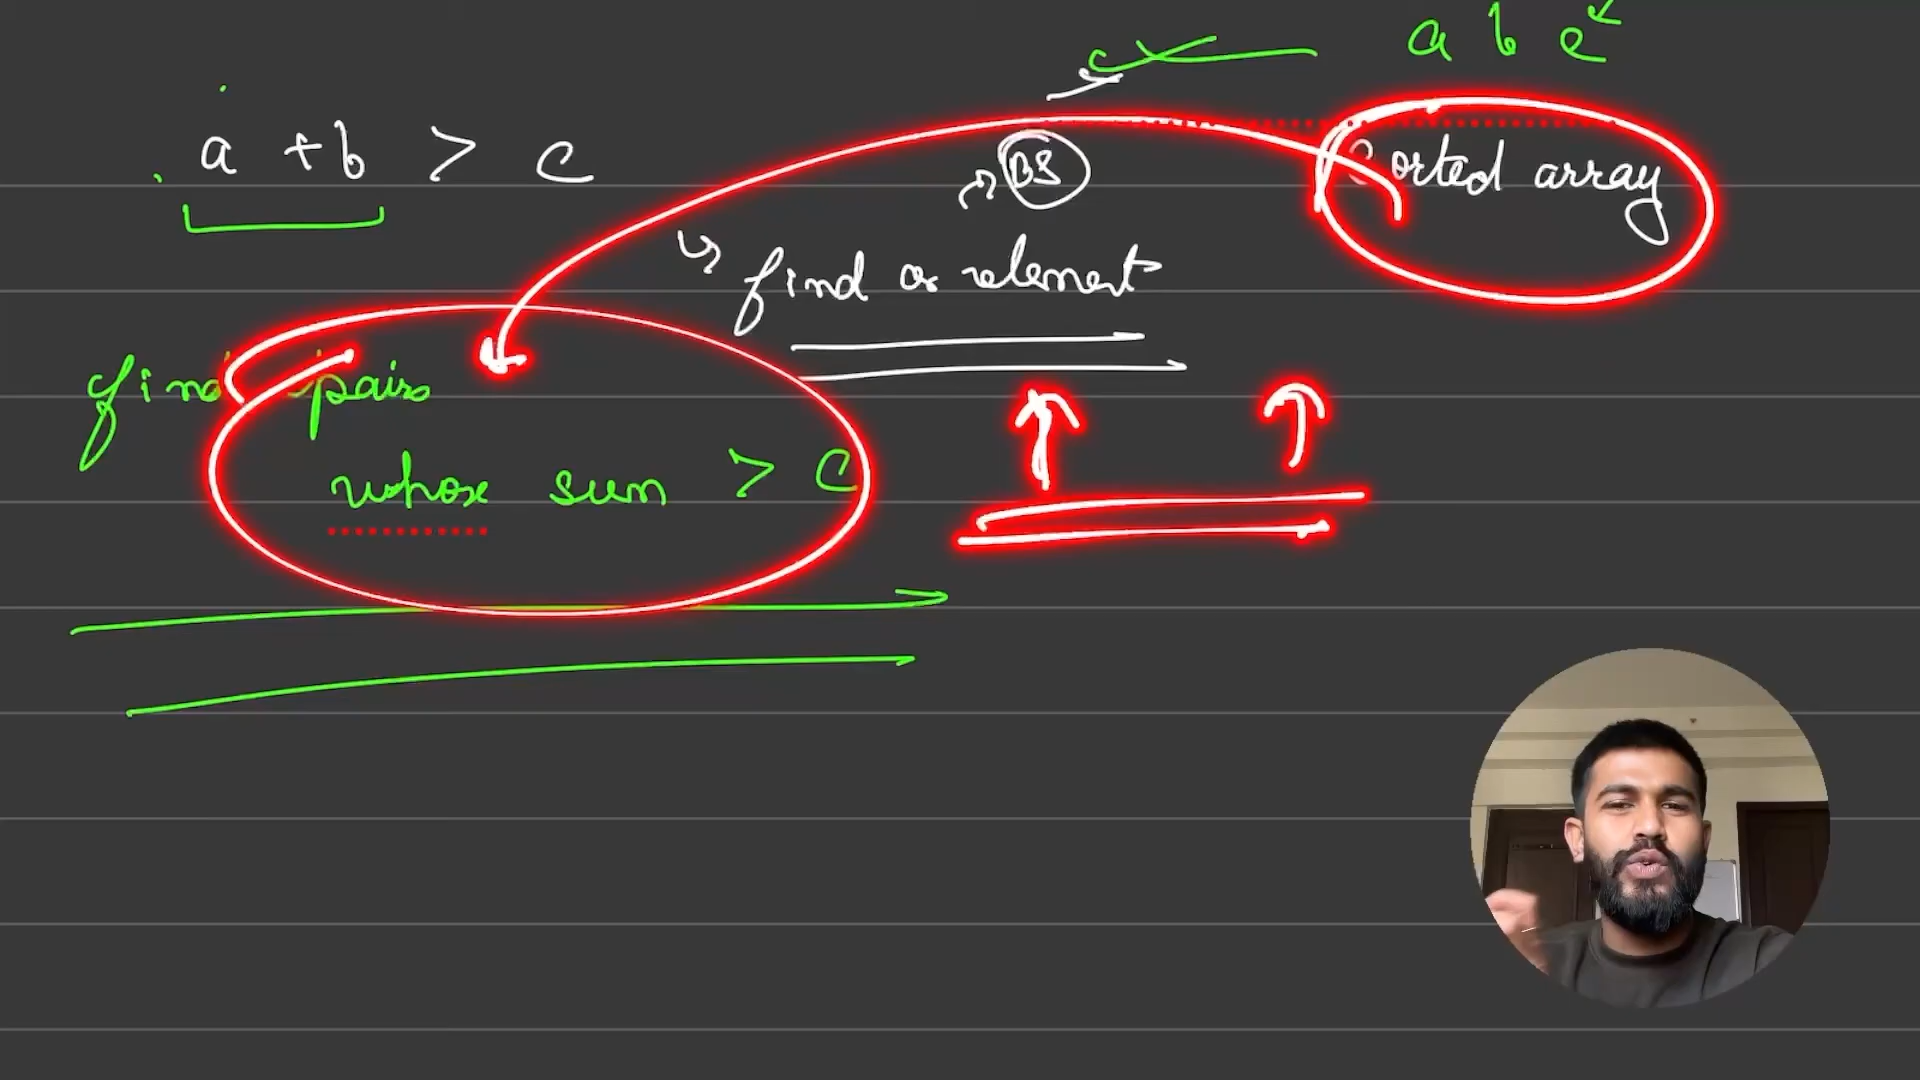 a b c
c
a + b > c
BS
Sorted array
find an element
find pairs
whose sum > C